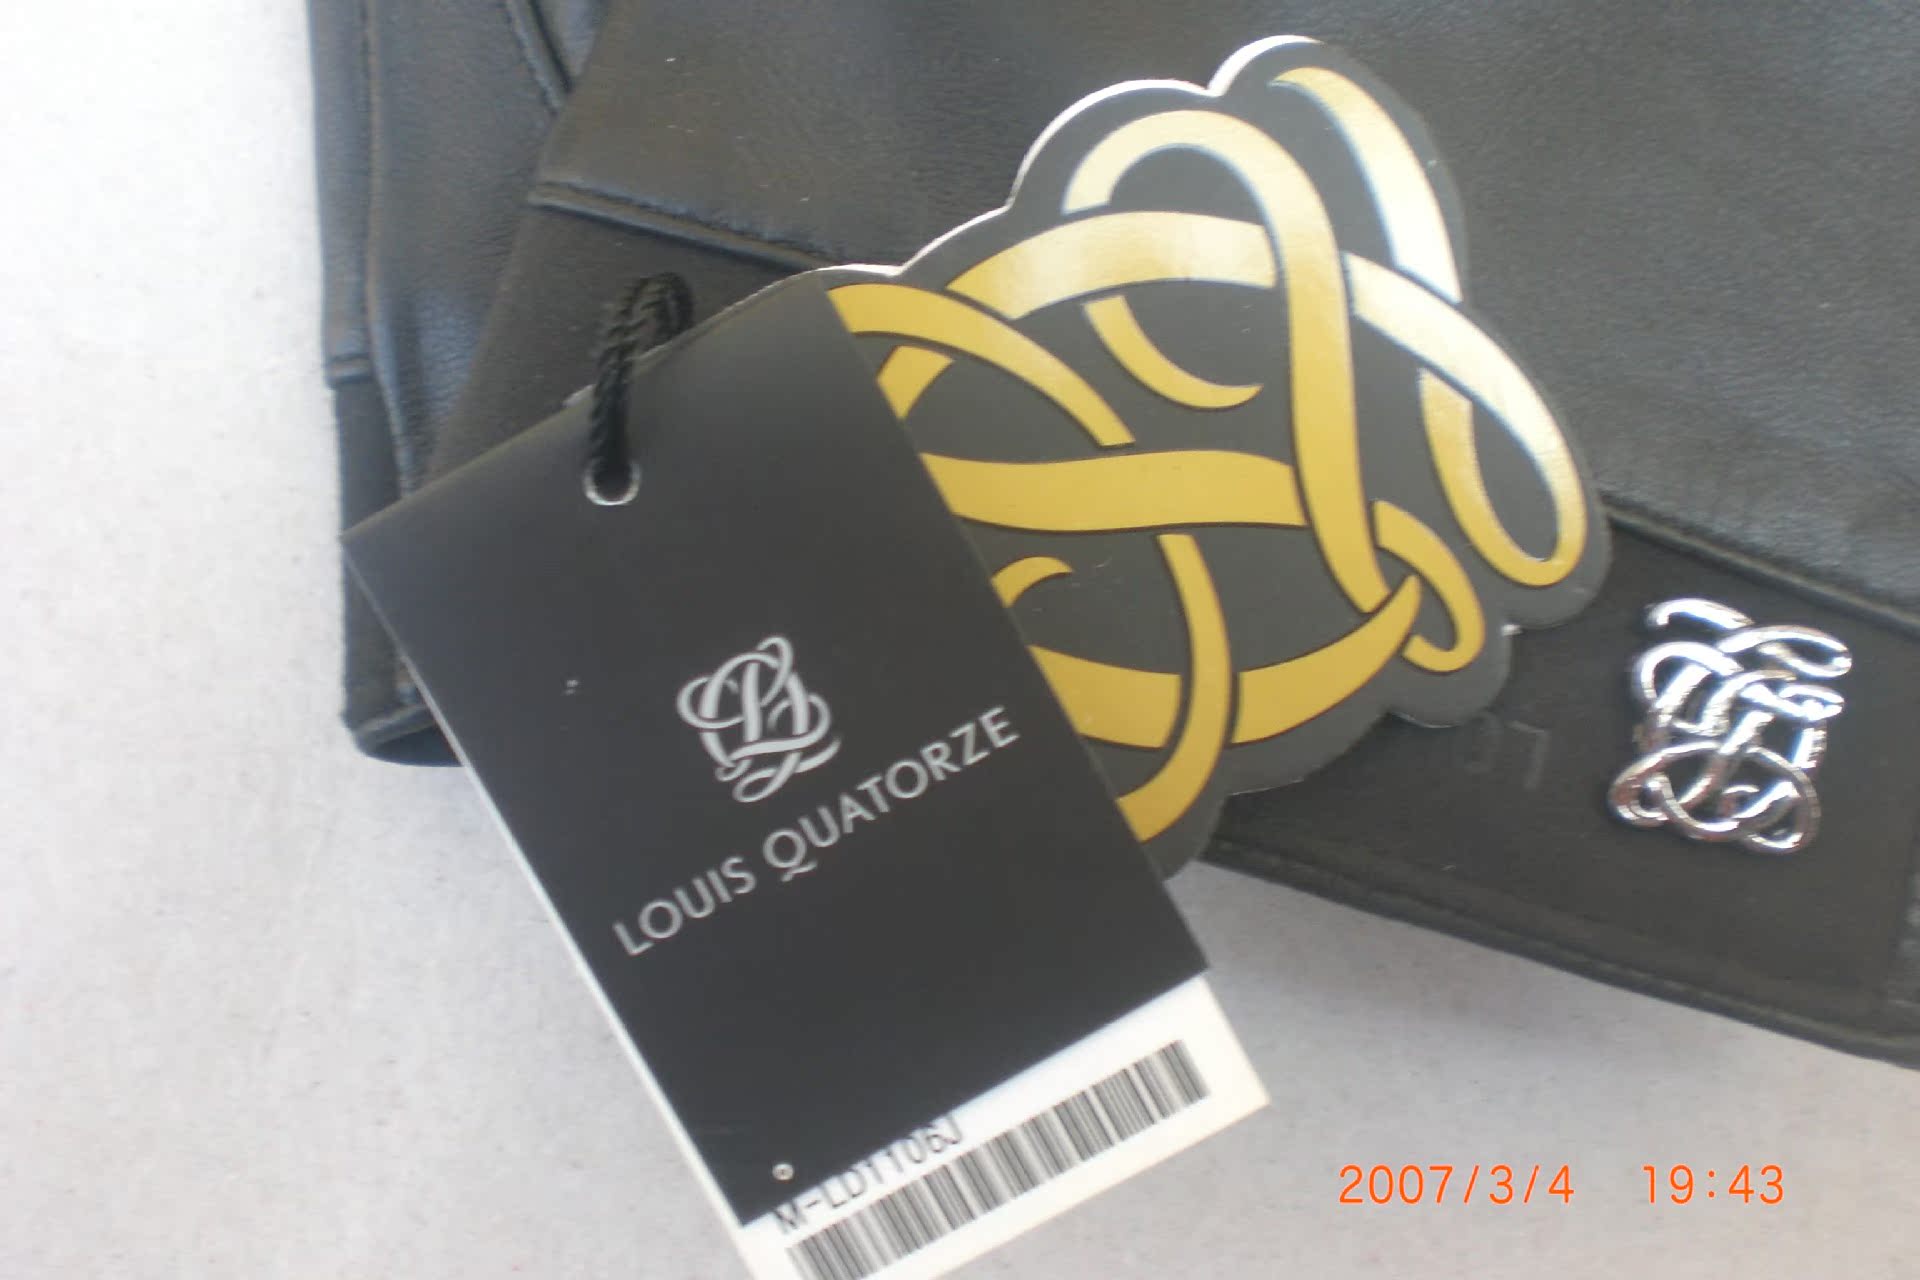 LOUIS QUATORZE
M-LD1106J
2007/3/4 19:43